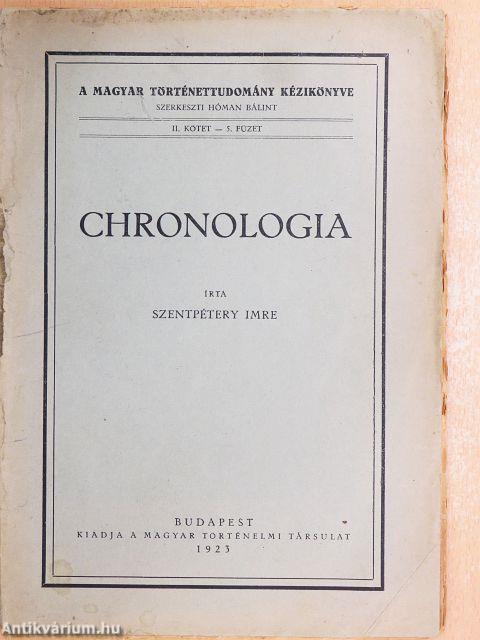 A MAGYAR TÖRTÉNETTUDOMÁNY KÉZIKÖNYVE
SZERKESZTI HÓMAN BÁLINT
II. KÖTET — 5. FÜZET
CHRONOLOGIA
ÍRTA
SZENTPÉTERY IMRE
BUDAPEST
KIADJA A MAGYAR TÖRTÉNELMI TÁRSULAT
1923
Antikvárium.hu